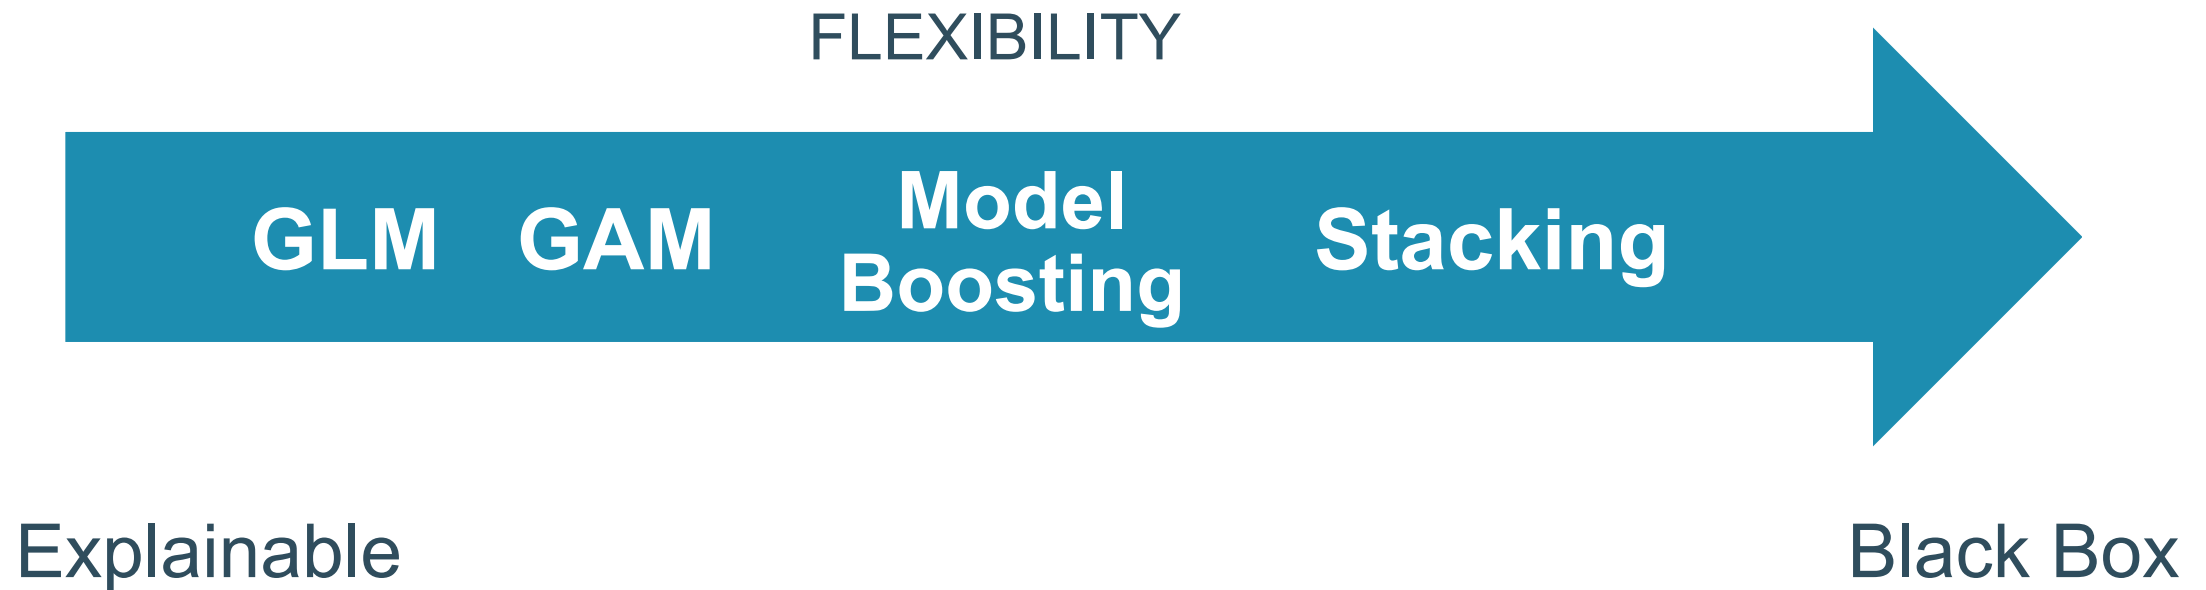 FLEXIBILITY
GLM GAM Model Boosting Stacking
Explainable Black Box